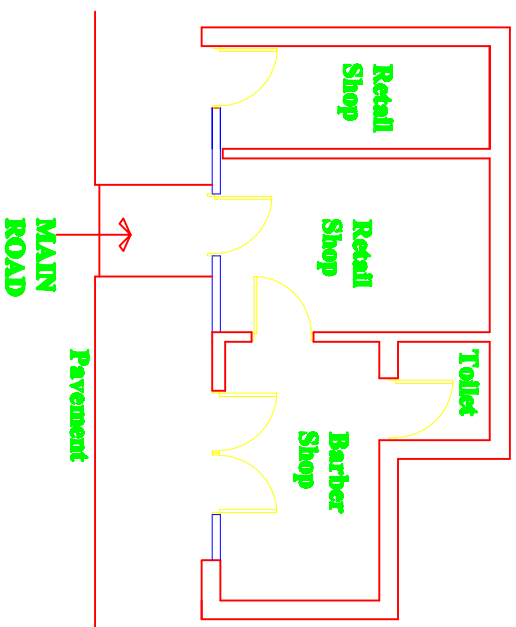 Retail
Shop
Retail
Shop
Toilet
Barber
Shop
MAIN
ROAD
Pavement